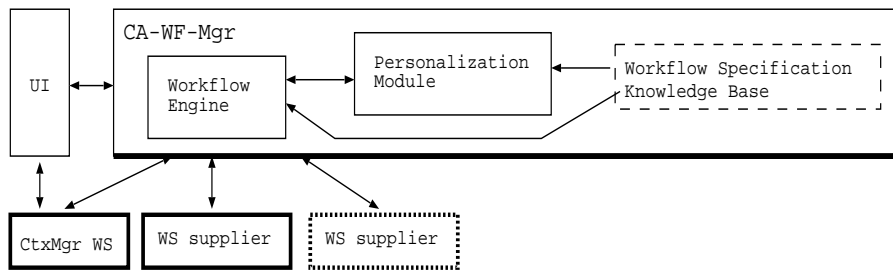 CA-WF-Mgr
UI
Workflow
Engine
Personalization
Module
Workflow Specification
Knowledge Base
CtxMgr WS
WS supplier
WS supplier